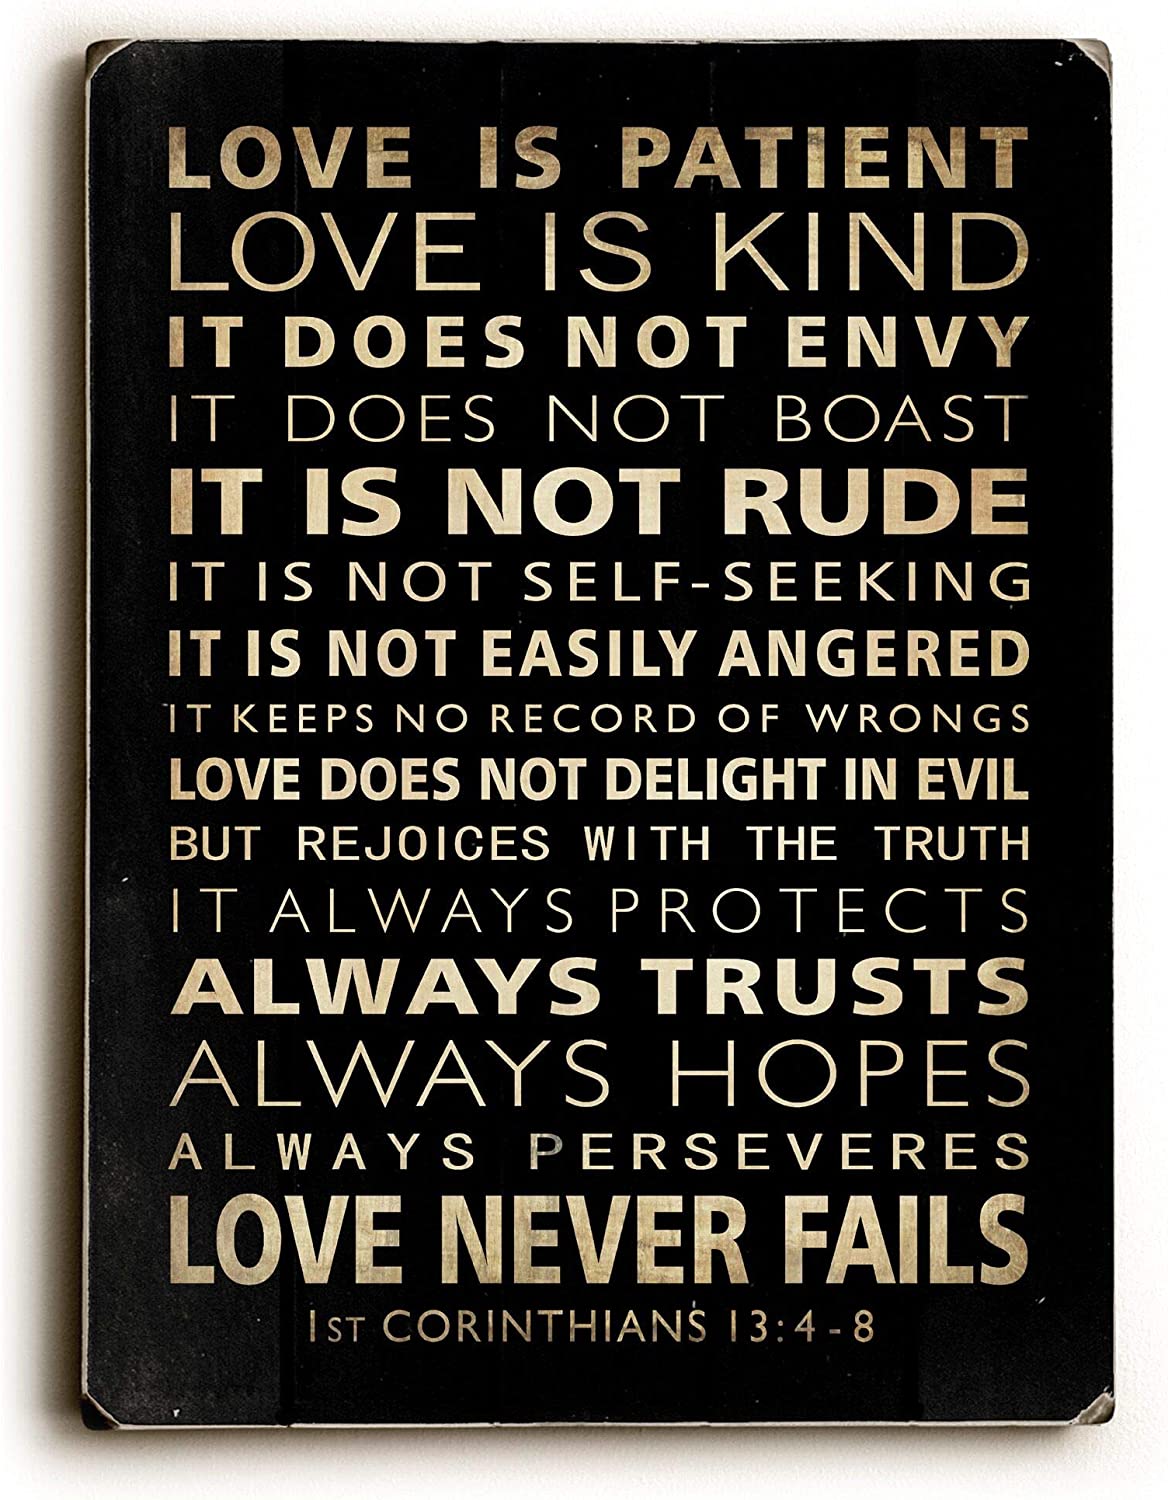 LOVE IS PATIENT
LOVE IS KIND
IT DOES NOT ENVY
IT DOES NOT BOAST
IT IS NOT RUDE
IT IS NOT SELF-SEEKING
IT IS NOT EASILY ANGERED
IT KEEPS NO RECORD OF WRONGS
LOVE DOES NOT DELIGHT IN EVIL
BUT REJOICES WITH THE TRUTH
IT ALWAYS PROTECTS
ALWAYS TRUSTS
ALWAYS HOPES
ALWAYS PERSEVERES
LOVE NEVER FAILS
1ST CORINTHIANS 13:4-8